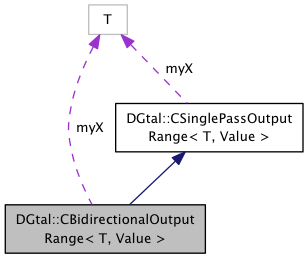 T
myX
DGtal::CSinglePassOutput
Range< T, Value >
myX
DGtal::CBidirectionalOutput
Range< T, Value >